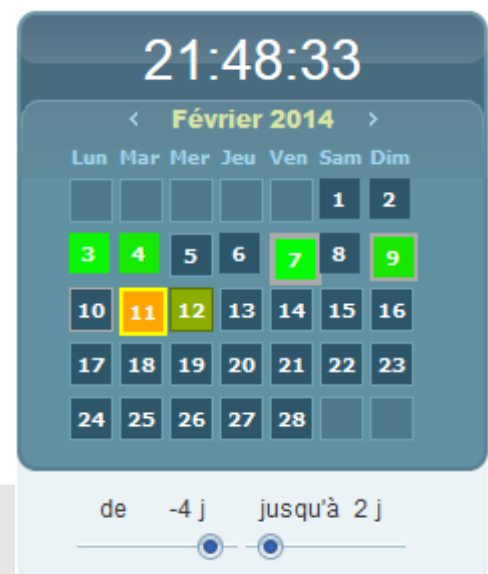 21:48:33
‹ Février 2014 ›
Lun Mar Mer Jeu Ven Sam Dim
1 2
3 4 5 6 7 8 9
10 11 12 13 14 15 16
17 18 19 20 21 22 23
24 25 26 27 28
de -4 j jusqu'à 2 j